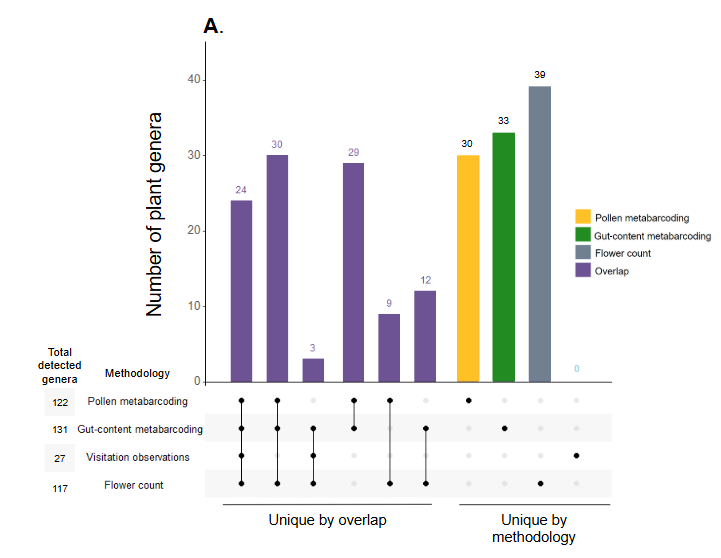 A.
Number of plant genera
40
30
20
10
0
24
30
3
29
9
12
30
33
39
0
Pollen metabarcoding
Gut-content metabarcoding
Flower count
Overlap
Total
detected
genera
Methodology
122 Pollen metabarcoding
131 Gut-content metabarcoding
27 Visitation observations
117 Flower count
Unique by overlap
Unique by
methodology